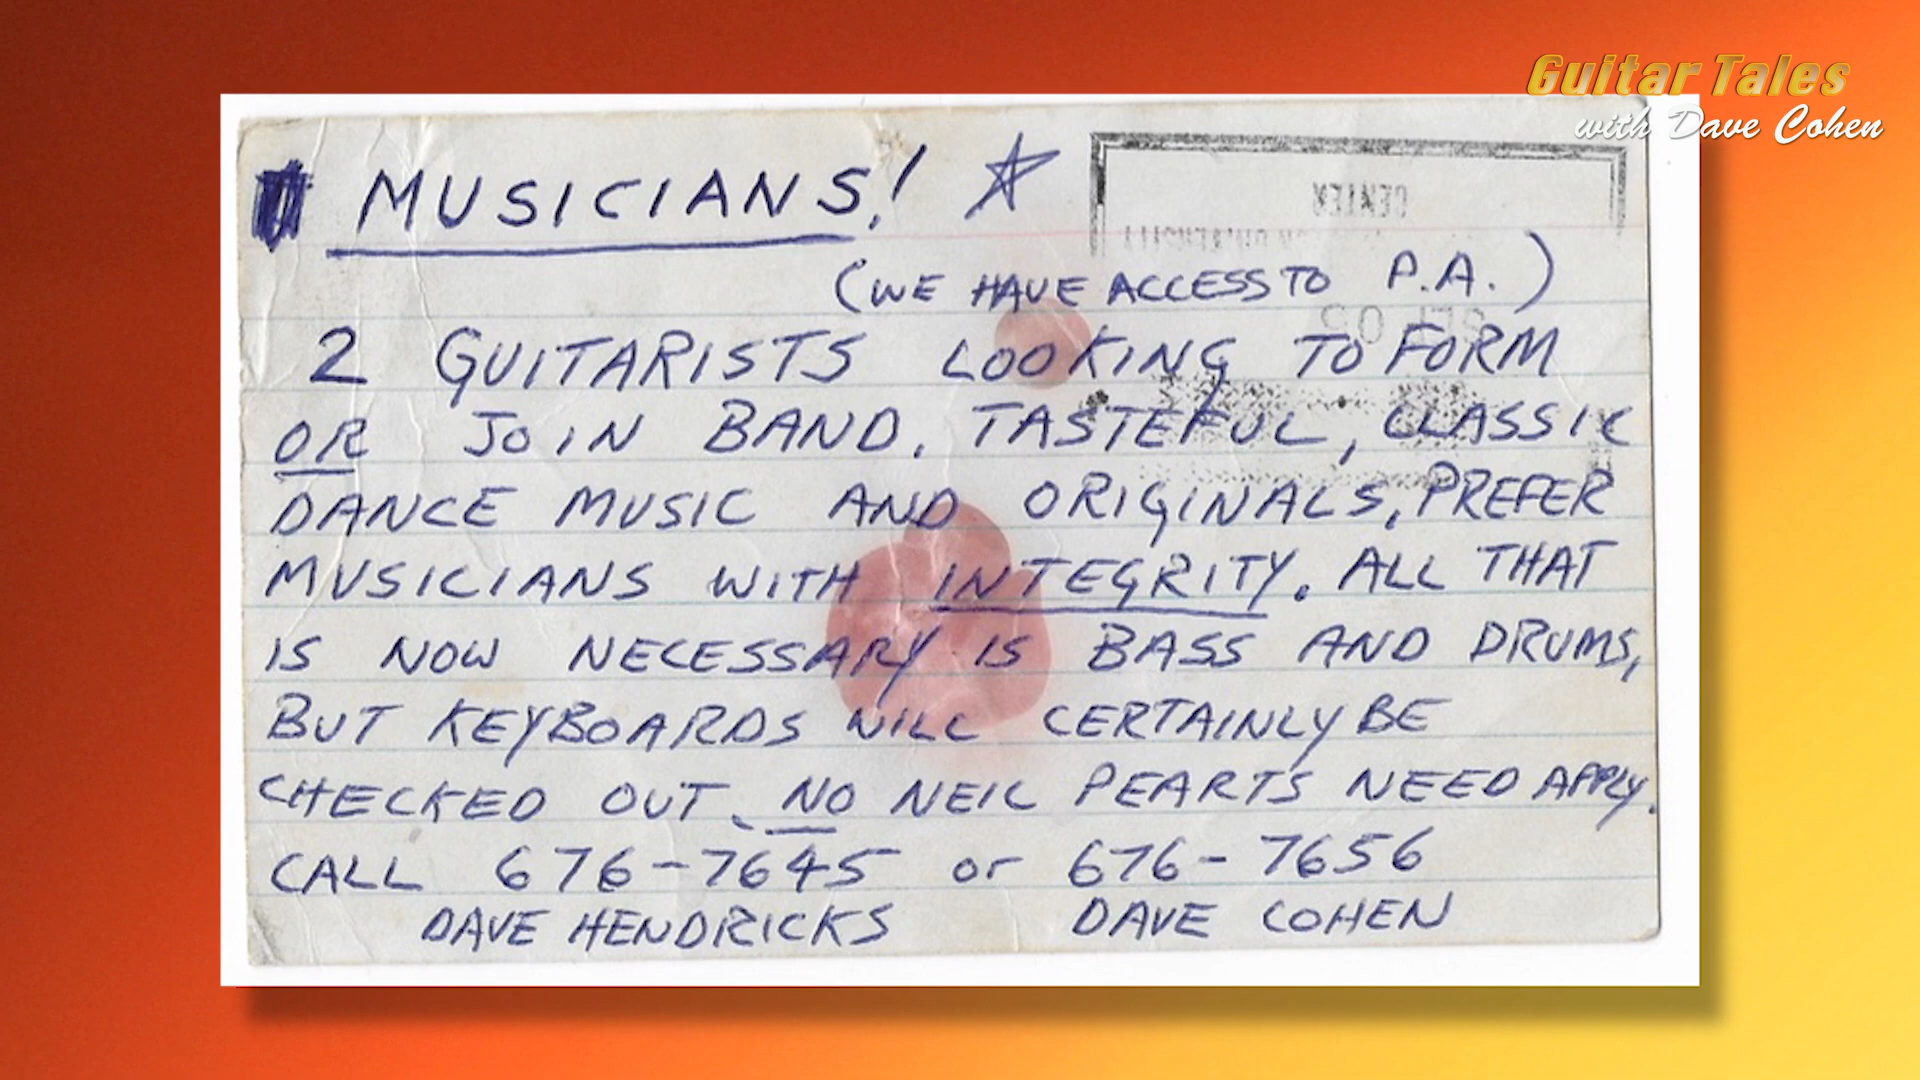 Guitar Tales
with Dave Cohen
MUSICIANS!
CENTER
(WE HAVE ACCESS TO P.A.)
2 GUITARISTS LOOKING TO FORM
OR JOIN BAND. TASTEFUL, CLASSIC
DANCE MUSIC AND ORIGINALS, PREFER
MUSICIANS WITH INTEGRITY. ALL THAT
IS NOW NECESSARY IS BASS AND DRUMS,
BUT KEYBOARDS WILL CERTAINLY BE
CHECKED OUT. NO NEIL PEARTS NEED APPLY.
CALL 676-7645 or 676-7656
DAVE HENDRICKS DAVE COHEN